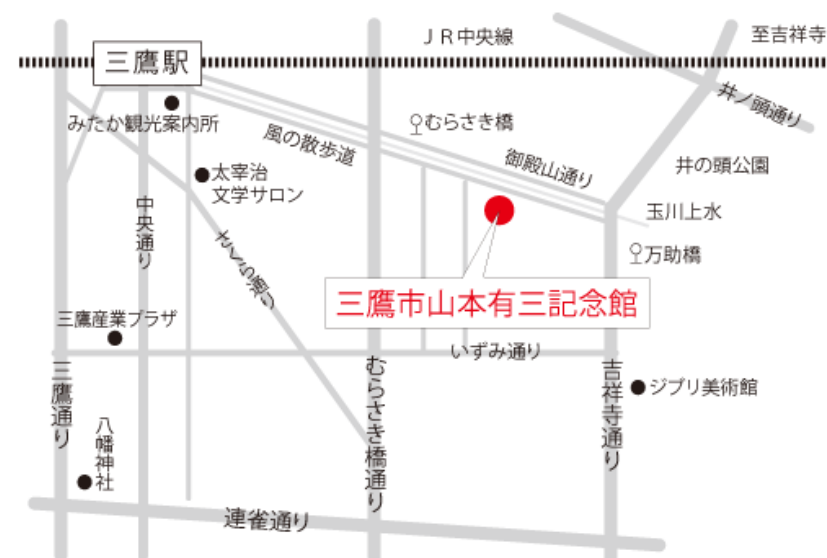 JR中央線
至吉祥寺
三鷹駅
井ノ頭通り
みたか観光案内所
むらさき橋
風の散歩道
御殿山通り
井の頭公園
太宰治
文学サロン
中央通り
玉川上水
さくら通り
万助橋
三鷹市山本有三記念館
三鷹産業プラザ
いずみ通り
三鷹通り
むらさき橋通り
吉祥寺通り
ジブリ美術館
八幡神社
連雀通り